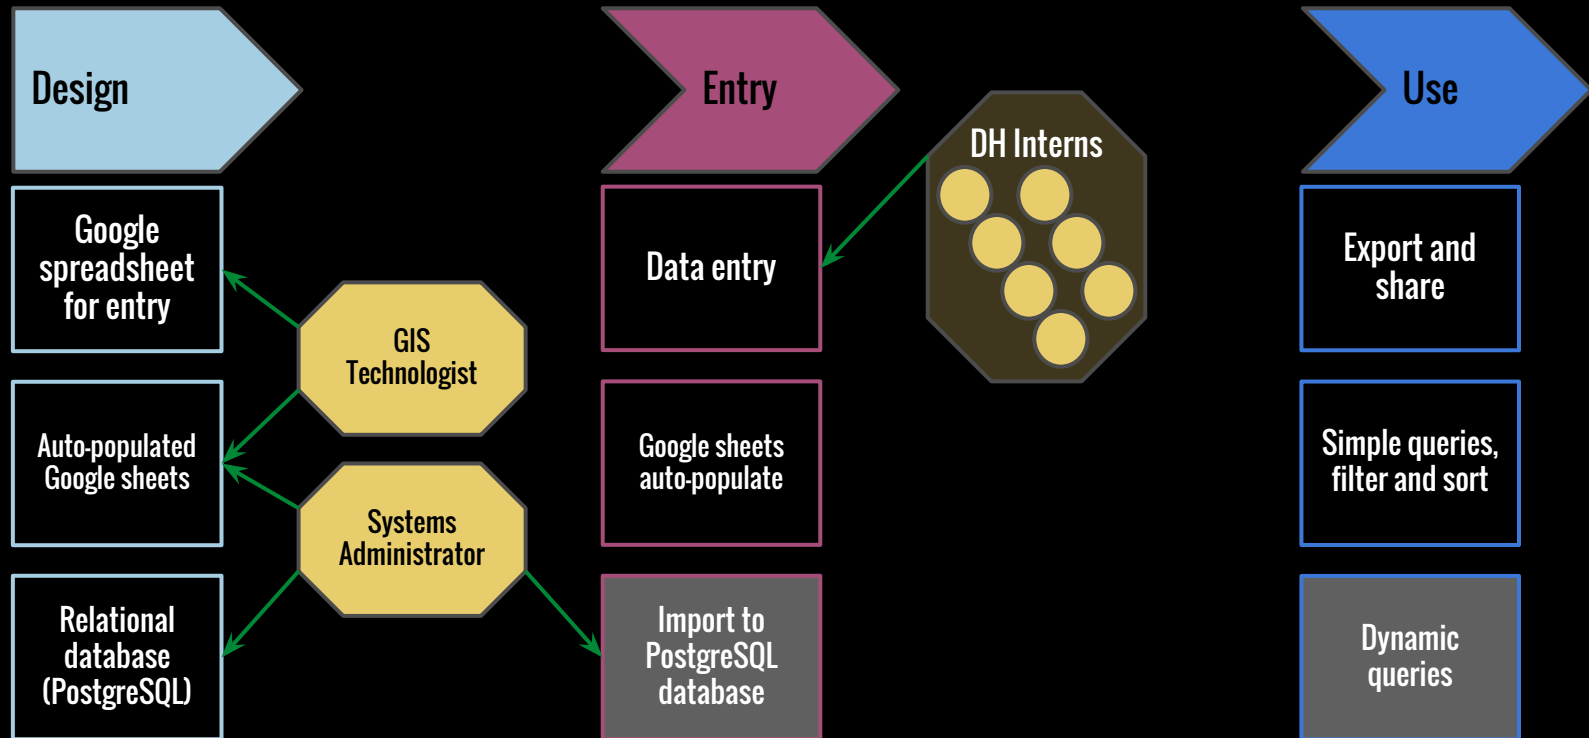 Design
Entry
Use
Google
spreadsheet
for entry
GIS
Technologist
Data entry
DH Interns
Export and
share
Auto-populated
Google sheets
Systems
Administrator
Google sheets
auto-populate
Simple queries,
filter and sort
Relational
database
(PostgreSQL)
Import to
PostgreSQL
database
Dynamic
queries